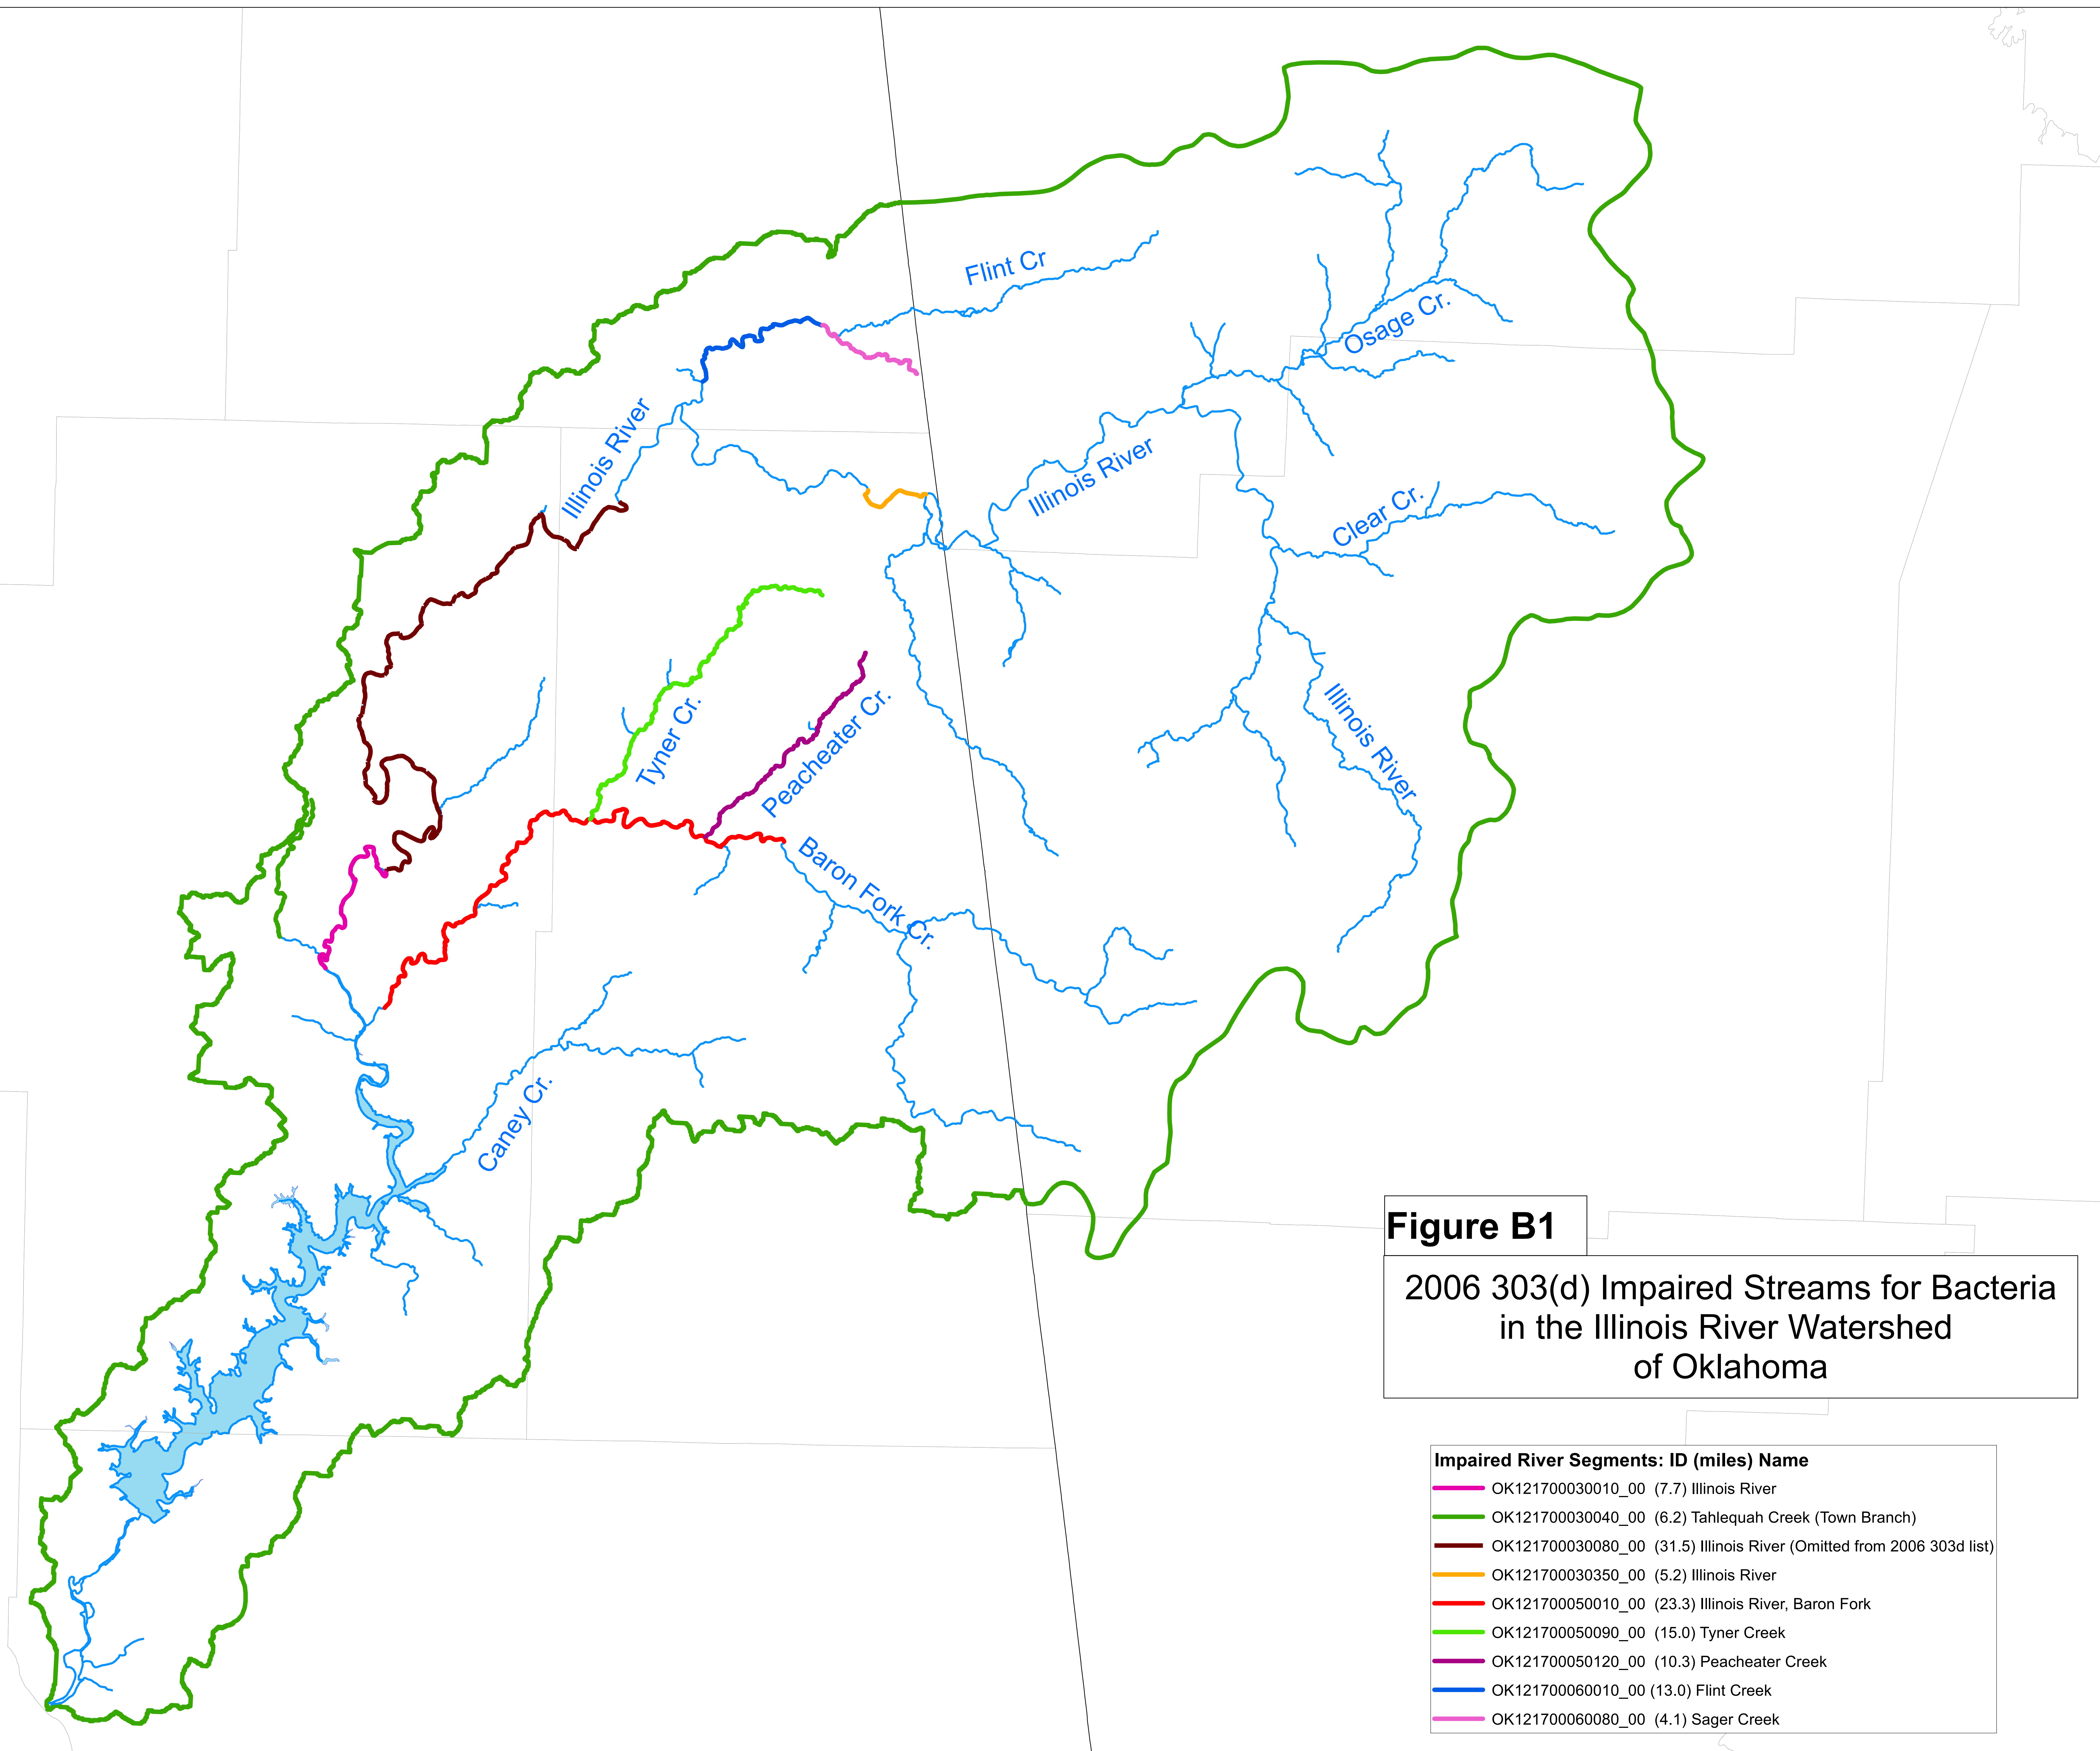 Flint Cr
Osage Cr.
Illinois River
Illinois River
Clear Cr.
Tyner Cr.
Peacheater Cr.
Illinois River
Baron Fork Cr.
Caney Cr.
Figure B1
2006 303(d) Impaired Streams for Bacteria
in the Illinois River Watershed
of Oklahoma
Impaired River Segments: ID (miles) Name
OK121700030010_00 (7.7) Illinois River
OK121700030040_00 (6.2) Tahlequah Creek (Town Branch)
OK121700030080_00 (31.5) Illinois River (Omitted from 2006 303d list)
OK121700030350_00 (5.2) Illinois River
OK121700050010_00 (23.3) Illinois River, Baron Fork
OK121700050090_00 (15.0) Tyner Creek
OK121700050120_00 (10.3) Peacheater Creek
OK121700060010_00 (13.0) Flint Creek
OK121700060080_00 (4.1) Sager Creek